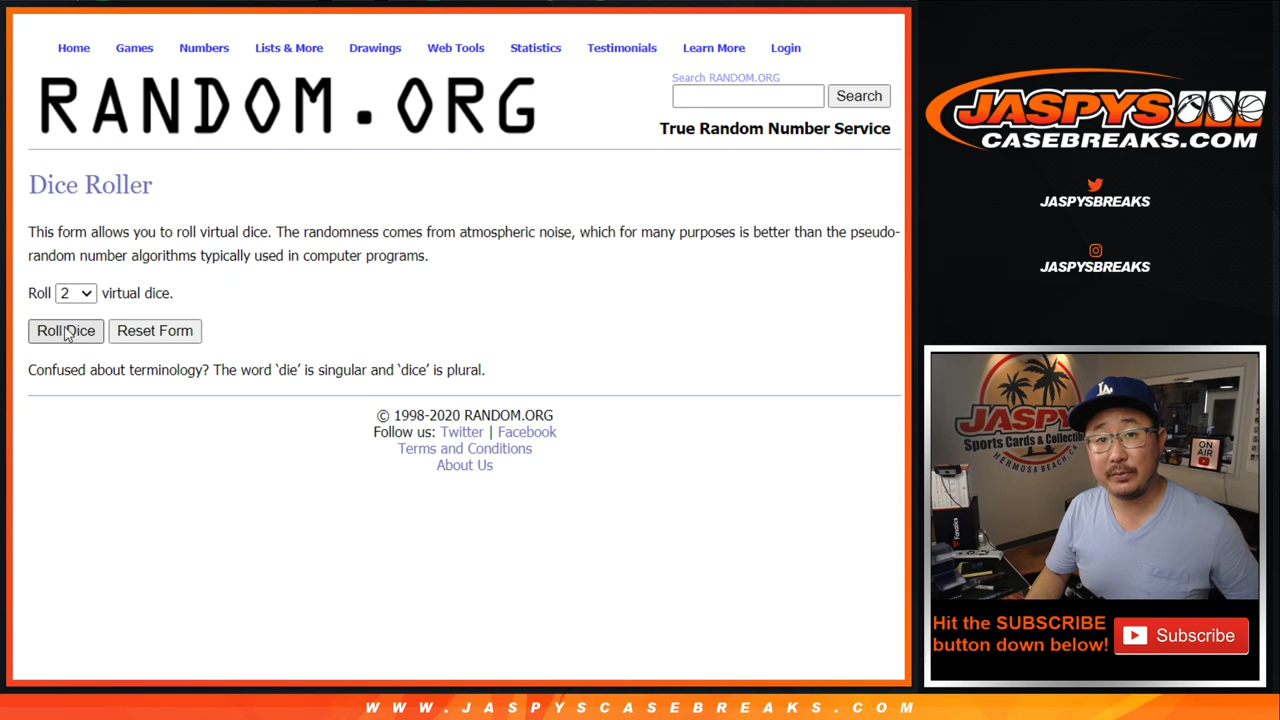 Home Games Numbers Lists & More Drawings Web Tools Statistics Testimonials Learn More Login
RANDOM.ORG
Search RANDOM.ORG
Search
True Random Number Service
Dice Roller
This form allows you to roll virtual dice. The randomness comes from atmospheric noise, which for many purposes is better than the pseudo-
random number algorithms typically used in computer programs.
Roll 2 virtual dice.
Roll Dice Reset Form
Confused about terminology? The word ‘die’ is singular and ‘dice’ is plural.
© 1998-2020 RANDOM.ORG
Follow us: Twitter | Facebook
Terms and Conditions
About Us
JASPYS
CASEBREAKS.COM
JASPYSBREAKS
JASPYSBREAKS
JASPYS
Sports Cards & Collectib
HERMOSA BEACH, CA
ON
AIR
LA
Fanatics
Hit the SUBSCRIBE
button down below!
Subscribe
WWW.JASPYSCASEBREAKS.COM